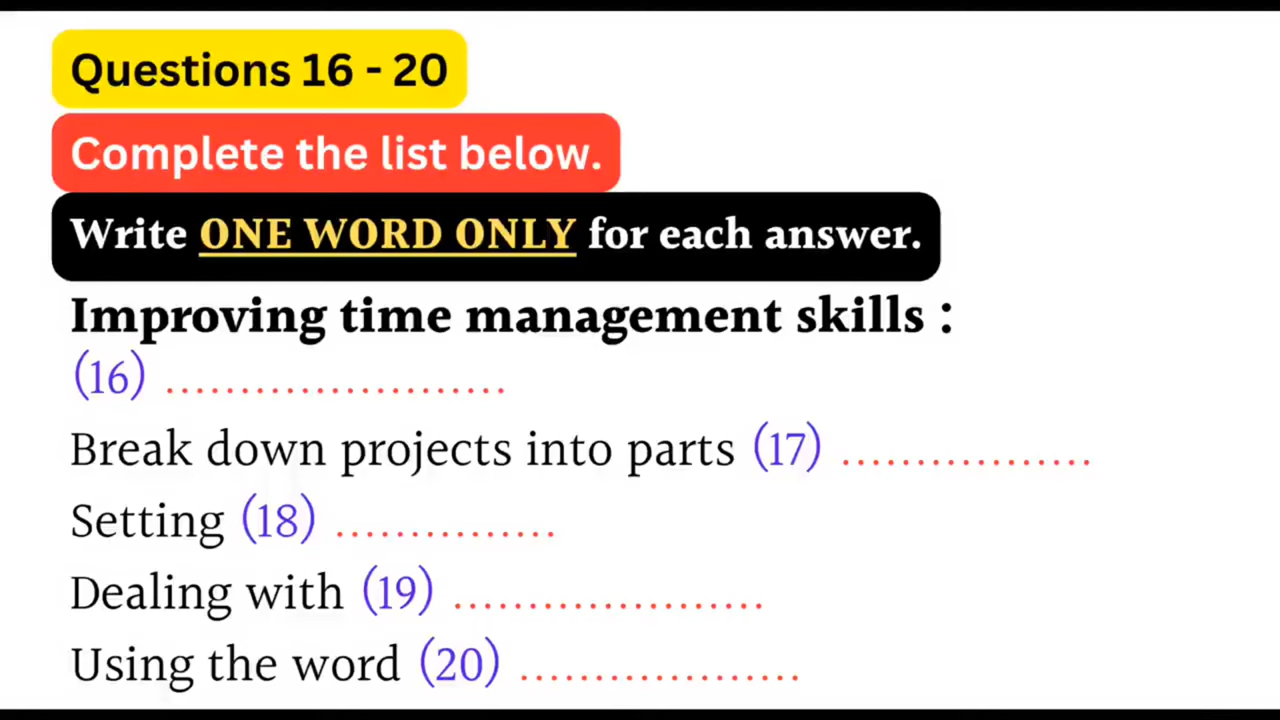 Questions 16 - 20
Complete the list below.
Write ONE WORD ONLY for each answer.
Improving time management skills :
(16) .......................
Break down projects into parts (17) .................
Setting (18) ...............
Dealing with (19) .....................
Using the word (20) ...................